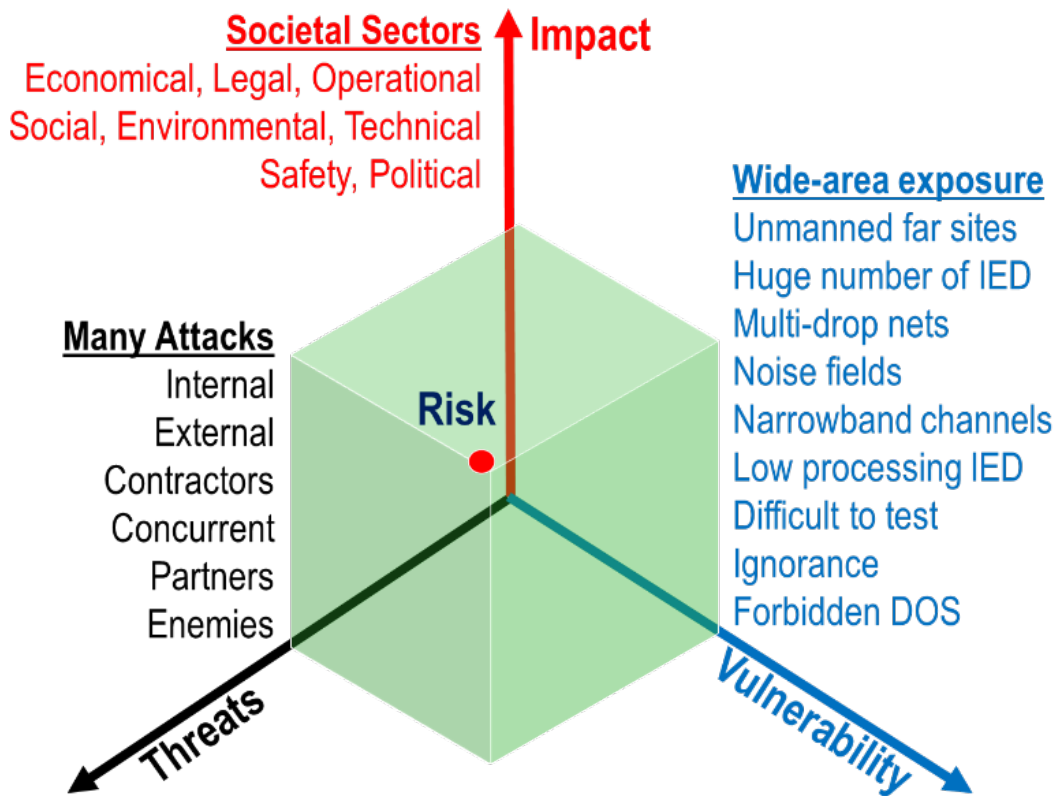 Societal Sectors
Economical, Legal, Operational
Social, Environmental, Technical
Safety, Political
Impact
Wide-area exposure
Unmanned far sites
Huge number of IED
Multi-drop nets
Noise fields
Narrowband channels
Low processing IED
Difficult to test
Ignorance
Forbidden DOS
Many Attacks
Internal
External
Contractors
Concurrent
Partners
Enemies
Risk
Threats
Vulnerability